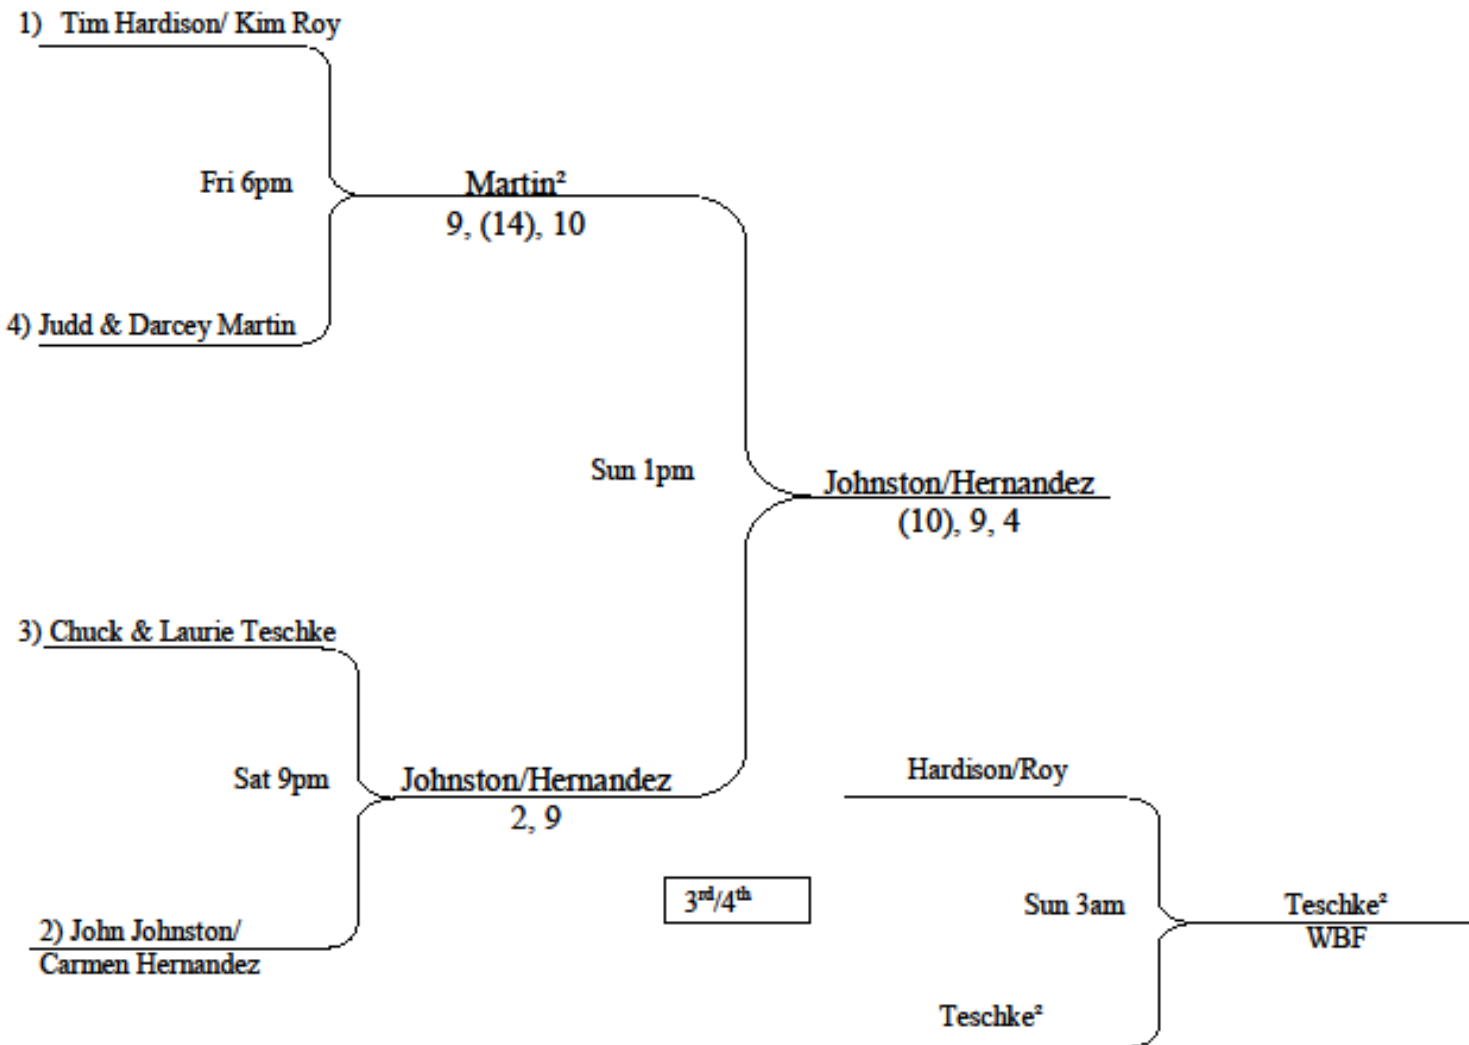 1) Tim Hardison/ Kim Roy
Fri 6pm
Martin²
9, (14), 10
4) Judd & Darcey Martin
Sun 1pm
Johnston/Hernandez
(10), 9, 4
3) Chuck & Laurie Teschke
Sat 9pm
Johnston/Hernandez
2, 9
2) John Johnston/
Carmen Hernandez
3rd/4th
Hardison/Roy
Sun 3am
Teschke²
WBF
Teschke²